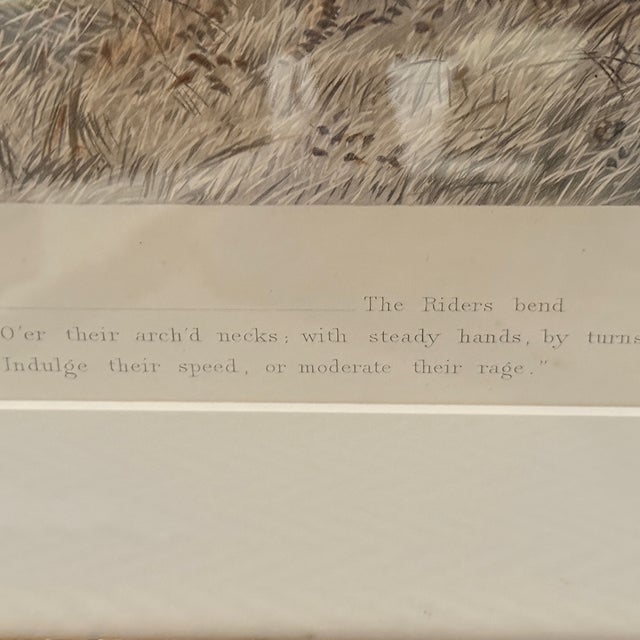 The Riders bend
O'er their arch'd necks; with steady hands, by turns
Indulge their speed, or moderate their rage."